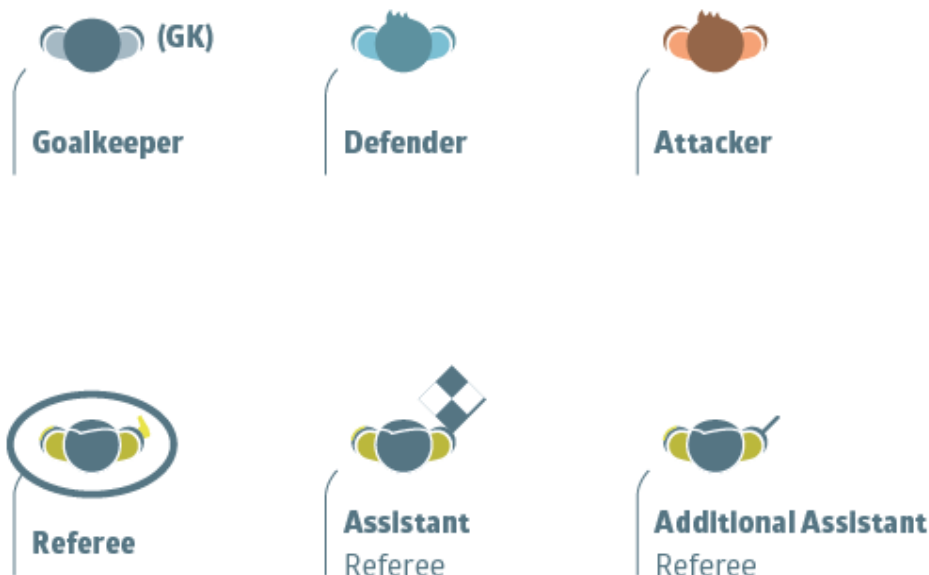 (GK)
Goalkeeper
Defender
Attacker
Referee
Assistant
Referee
Additional Assistant
Referee